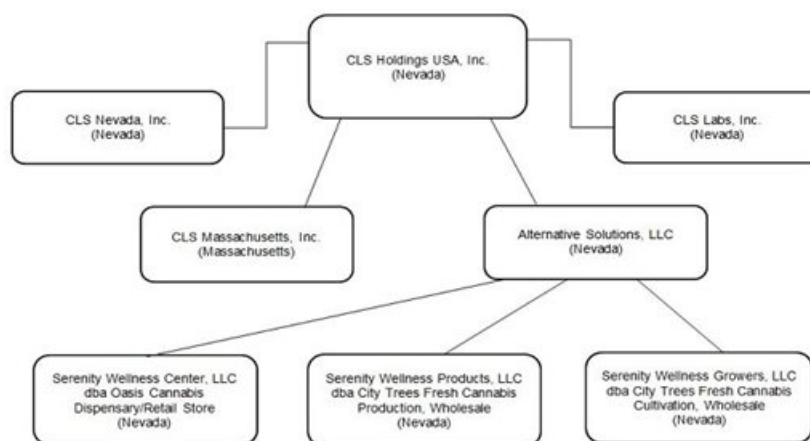 CLS Holdings USA, Inc.
(Nevada)
CLS Nevada, Inc.
(Nevada)
CLS Labs, Inc.
(Nevada)
CLS Massachusetts, Inc.
(Massachusetts)
Alternative Solutions, LLC
(Nevada)
Serenity Wellness Center, LLC
dba Oasis Cannabis
Dispensary/Retail Store
(Nevada)
Serenity Wellness Products, LLC
dba City Trees Fresh Cannabis
Production, Wholesale
(Nevada)
Serenity Wellness Growers, LLC
dba City Trees Fresh Cannabis
Cultivation, Wholesale
(Nevada)